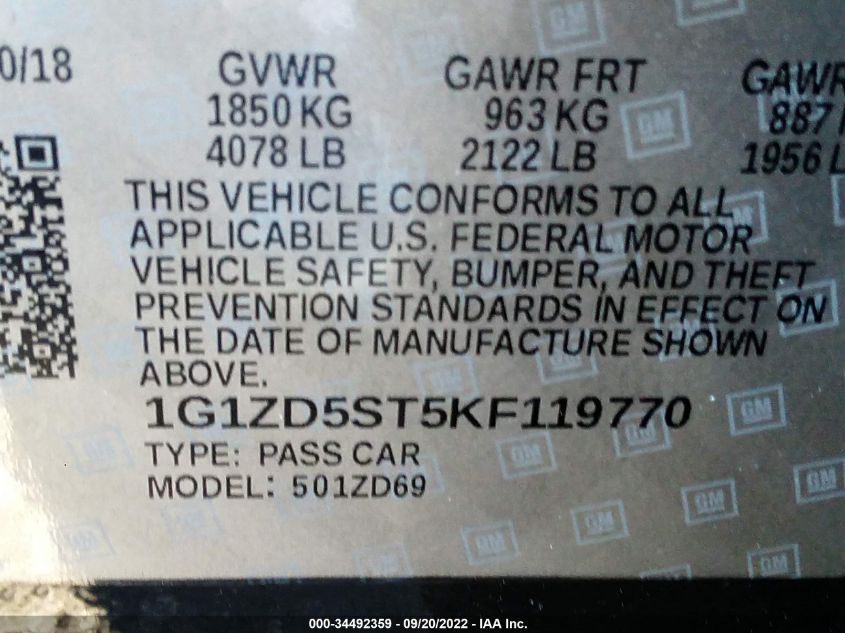 0/18 GVWR GAWR FRT GAWR
1850 KG 963 KG 887
4078 LB 2122 LB 1956 L
THIS VEHICLE CONFORMS TO ALL
APPLICABLE U.S. FEDERAL MOTOR
VEHICLE SAFETY, BUMPER, AND THEFT
PREVENTION STANDARDS IN EFFECT ON
THE DATE OF MANUFACTURE SHOWN
ABOVE.
1G1ZD5ST5KF119770
TYPE: PASS CAR
MODEL: 501ZD69
000-34492359 - 09/20/2022 - IAA Inc.